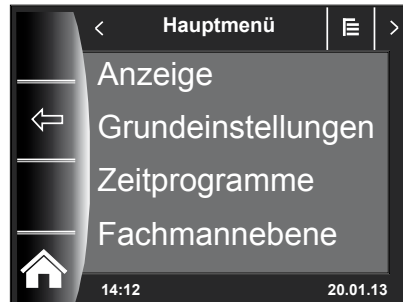 Hauptmenü
Anzeige
Grundeinstellungen
Zeitprogramme
Fachmannebene
14:12 20.01.13